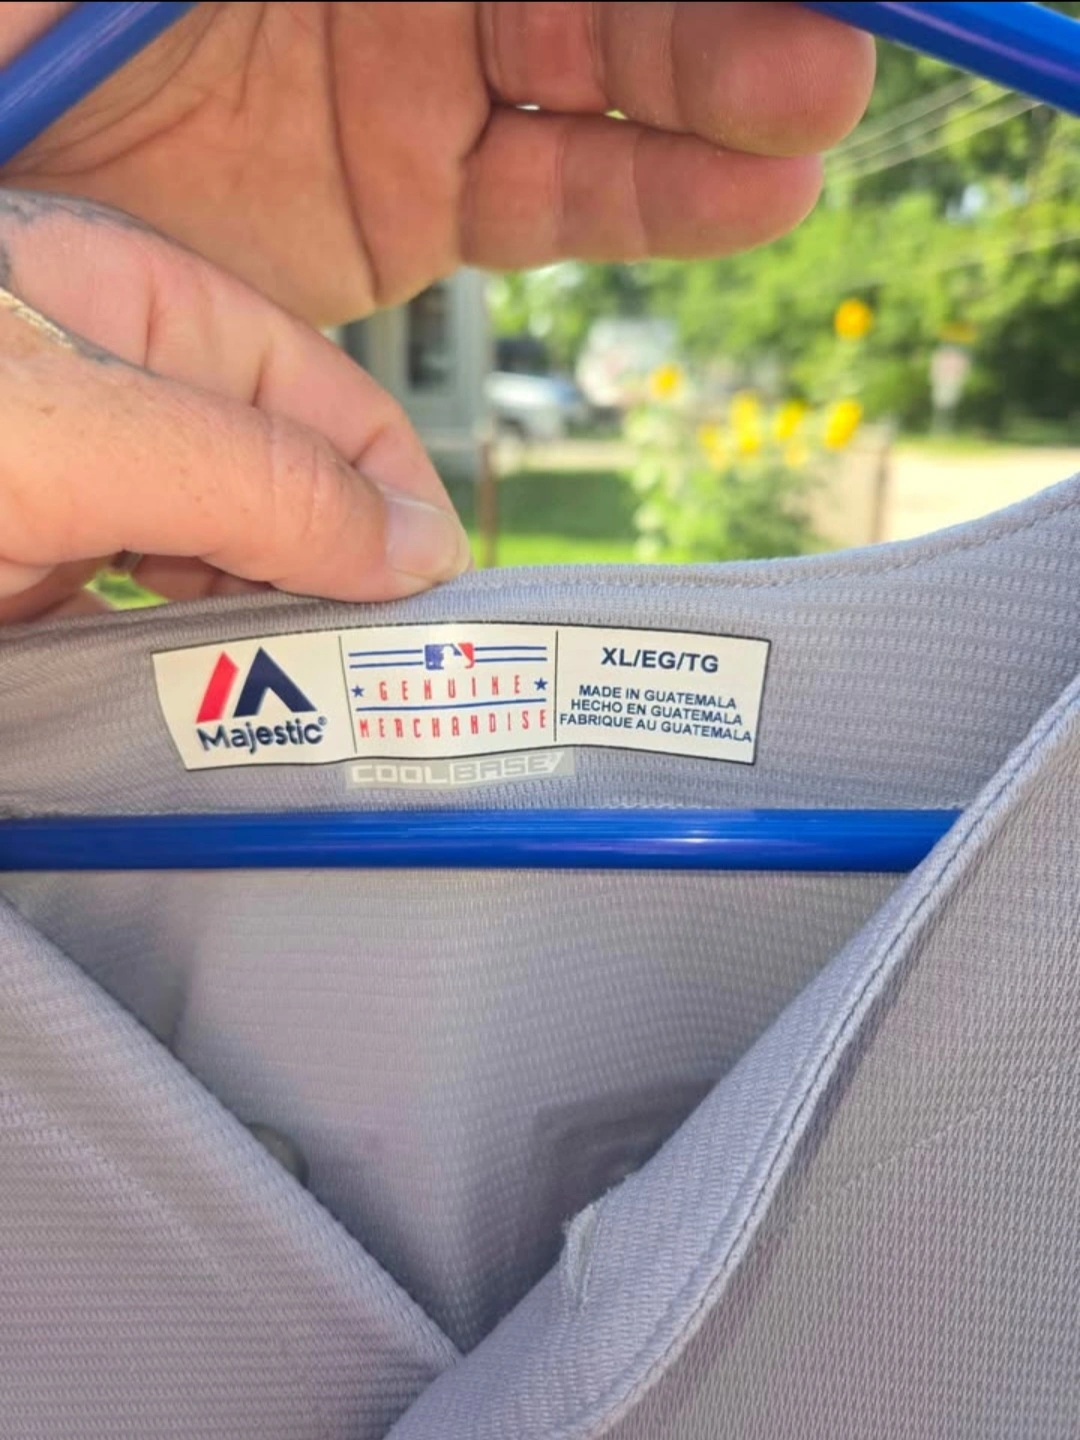 Majestic®
★ GENUINE ★
MERCHANDISE
XL/EG/TG
MADE IN GUATEMALA
HECHO EN GUATEMALA
FABRIQUE AU GUATEMALA
COOLBASE